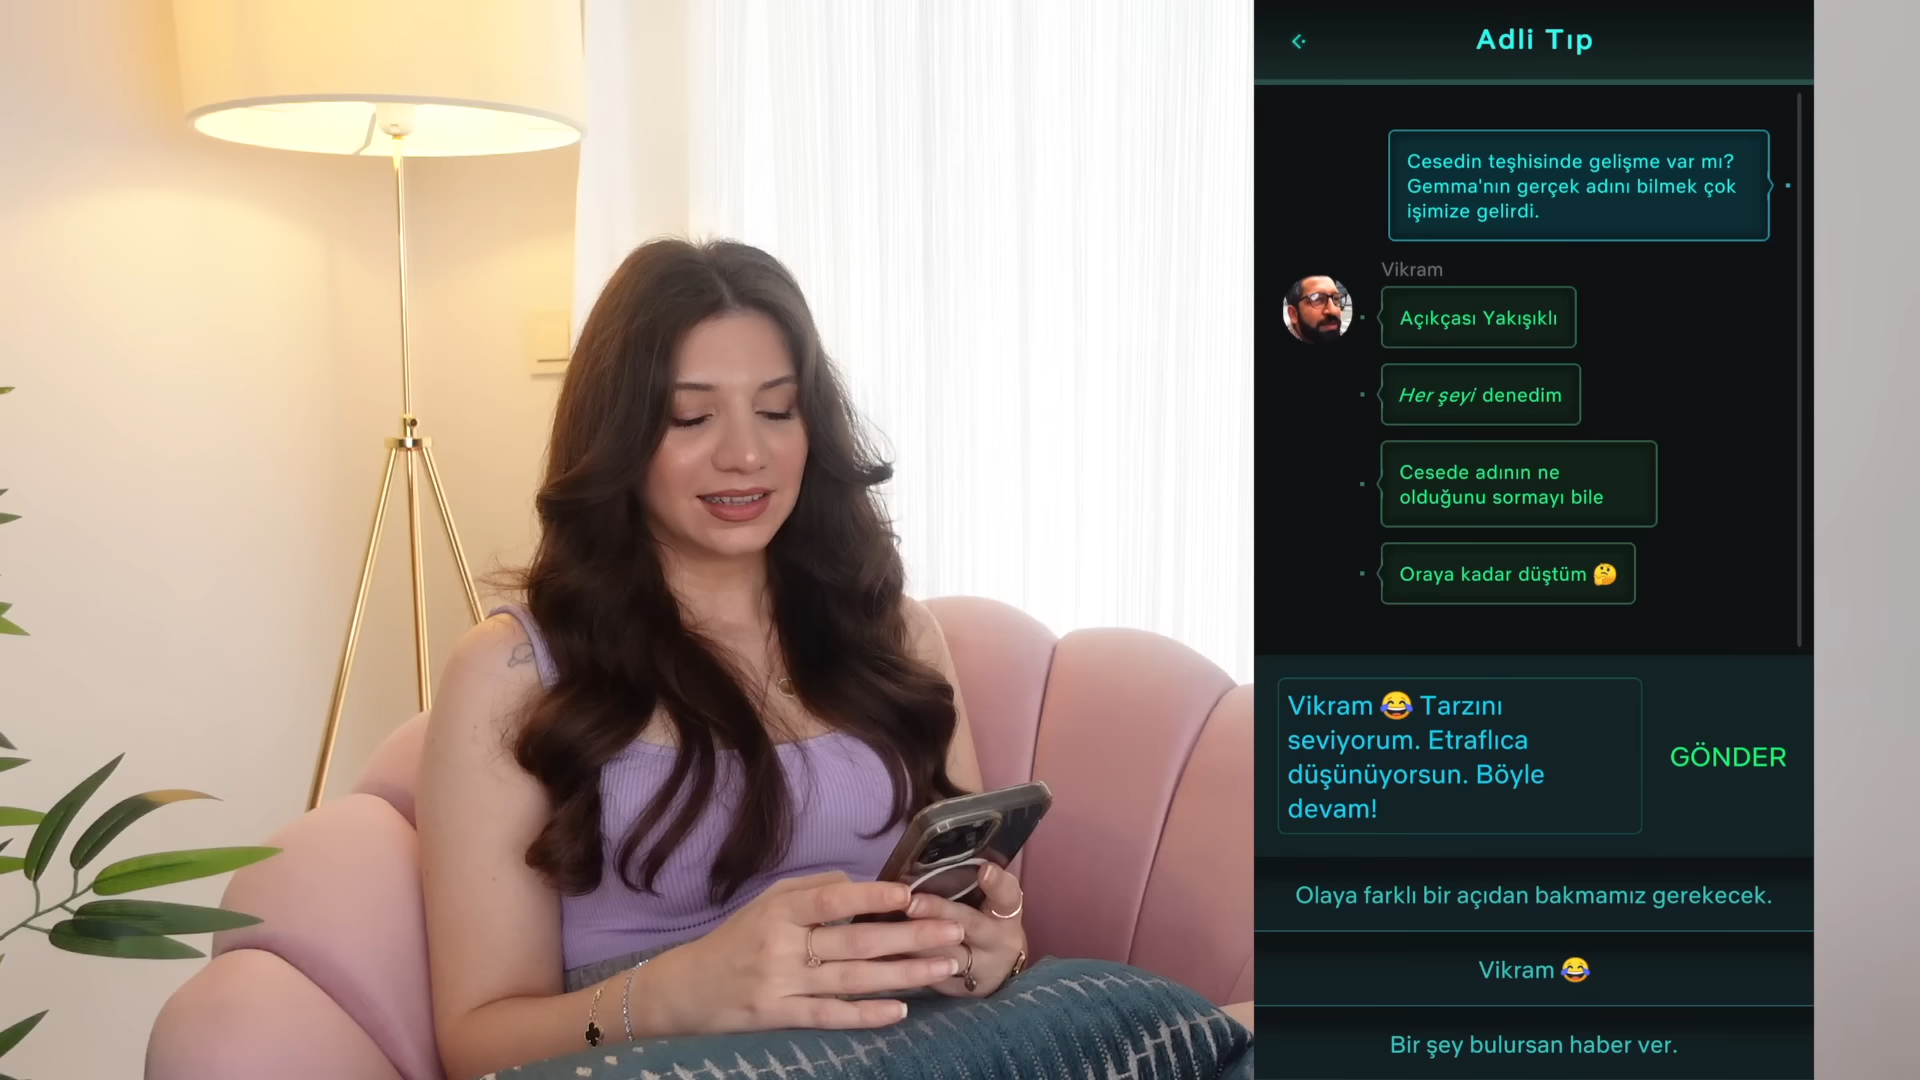 Adli Tıp
Cesedin teşhisinde gelişme var mı?
Gemma'nın gerçek adını bilmek çok
işimize gelirdi.
Vikram
Açıkçası Yakışıklı
Her şeyi denedim
Cesede adının ne
olduğunu sormayı bile
Oraya kadar düştüm 🤔
Vikram 😂 Tarzını
seviyorum. Etraflıca
düşünüyorsun. Böyle
devam!
GÖNDER
Olaya farklı bir açıdan bakmamız gerekecek.
Vikram 😂
Bir şey bulursan haber ver.